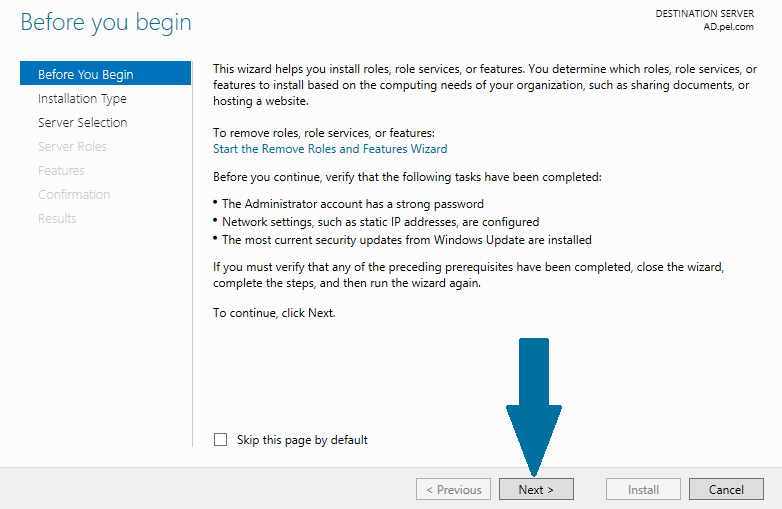 Before you begin
DESTINATION SERVER
AD.pel.com
Before You Begin
Installation Type
Server Selection
Server Roles
Features
Confirmation
Results
This wizard helps you install roles, role services, or features. You determine which roles, role services, or
features to install based on the computing needs of your organization, such as sharing documents, or
hosting a website.
To remove roles, role services, or features:
Start the Remove Roles and Features Wizard
Before you continue, verify that the following tasks have been completed:
• The Administrator account has a strong password
• Network settings, such as static IP addresses, are configured
• The most current security updates from Windows Update are installed
If you must verify that any of the preceding prerequisites have been completed, close the wizard,
complete the steps, and then run the wizard again.
To continue, click Next.
Skip this page by default
< Previous
Next >
Install
Cancel